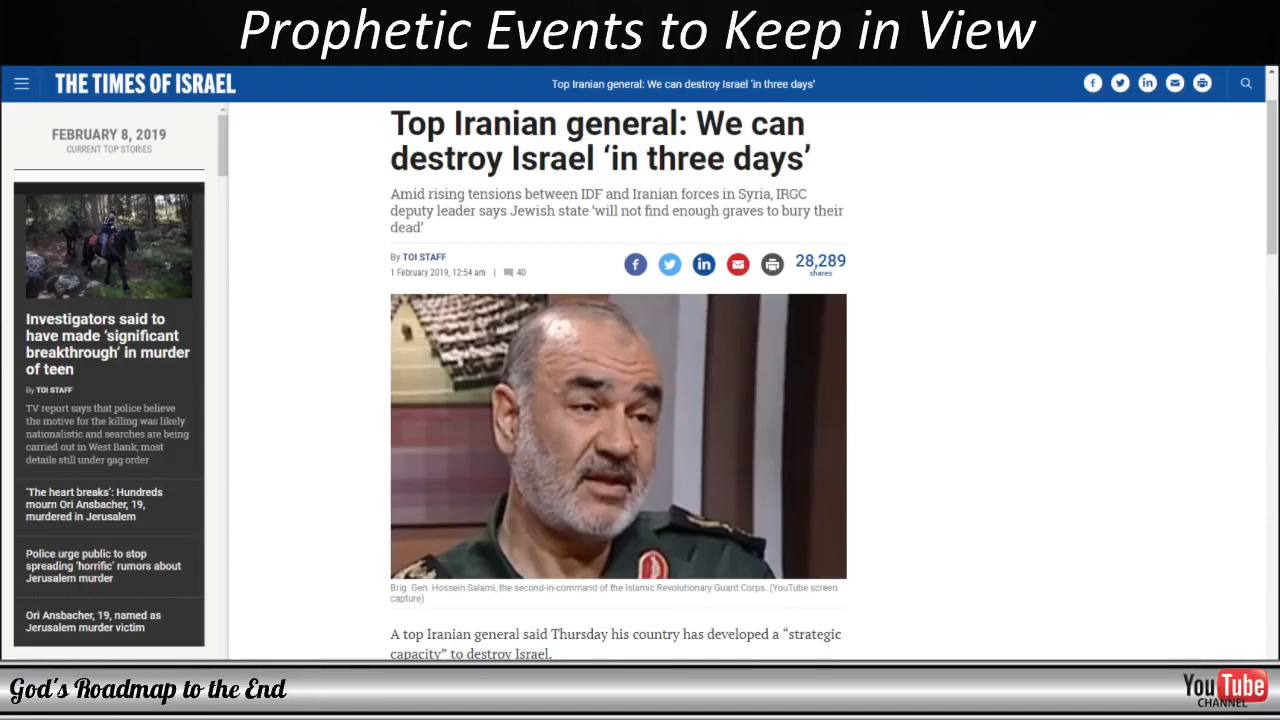 Prophetic Events to Keep in View
THE TIMES OF ISRAEL
Top Iranian general: We can destroy Israel 'in three days'
FEBRUARY 8, 2019
CURRENT TOP STORIES
Investigators said to
have made 'significant
breakthrough' in murder
of teen
By TOI STAFF
TV report says that police believe
the motive for the killing was likely
nationalistic and searches are being
carried out in West Bank; most
details still under gag order
'The heart breaks': Hundreds
mourn Ori Ansbacher, 19,
murdered in Jerusalem
Police urge public to stop
spreading 'horrific' rumors about
Jerusalem murder
Ori Ansbacher, 19, named as
Jerusalem murder victim
Top Iranian general: We can
destroy Israel 'in three days'
Amid rising tensions between IDF and Iranian forces in Syria, IRGC
deputy leader says Jewish state 'will not find enough graves to bury their
dead'
By TOI STAFF
1 February 2019, 12:54 am | 40
28,289
shares
Brig. Gen. Hossein Salami, the second-in-command of the Islamic Revolutionary Guard Corps. (YouTube screen
capture)
A top Iranian general said Thursday his country has developed a "strategic
capacity" to destroy Israel.
God's Roadmap to the End
YouTube
CHANNEL